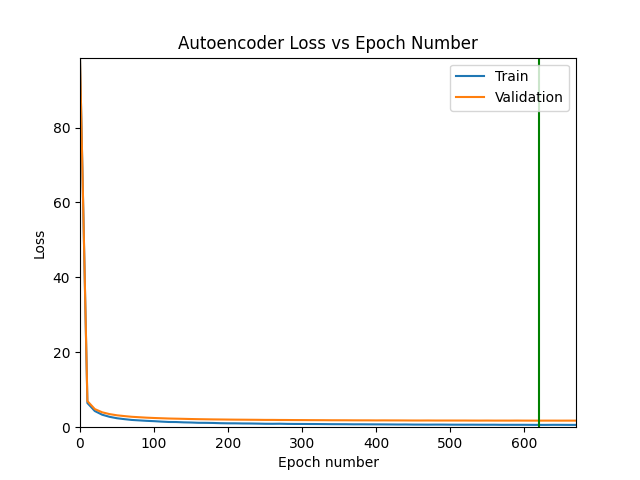 Autoencoder Loss vs Epoch Number
Train
Validation
80
60
40
20
0
Loss
0 100 200 300 400 500 600
Epoch number